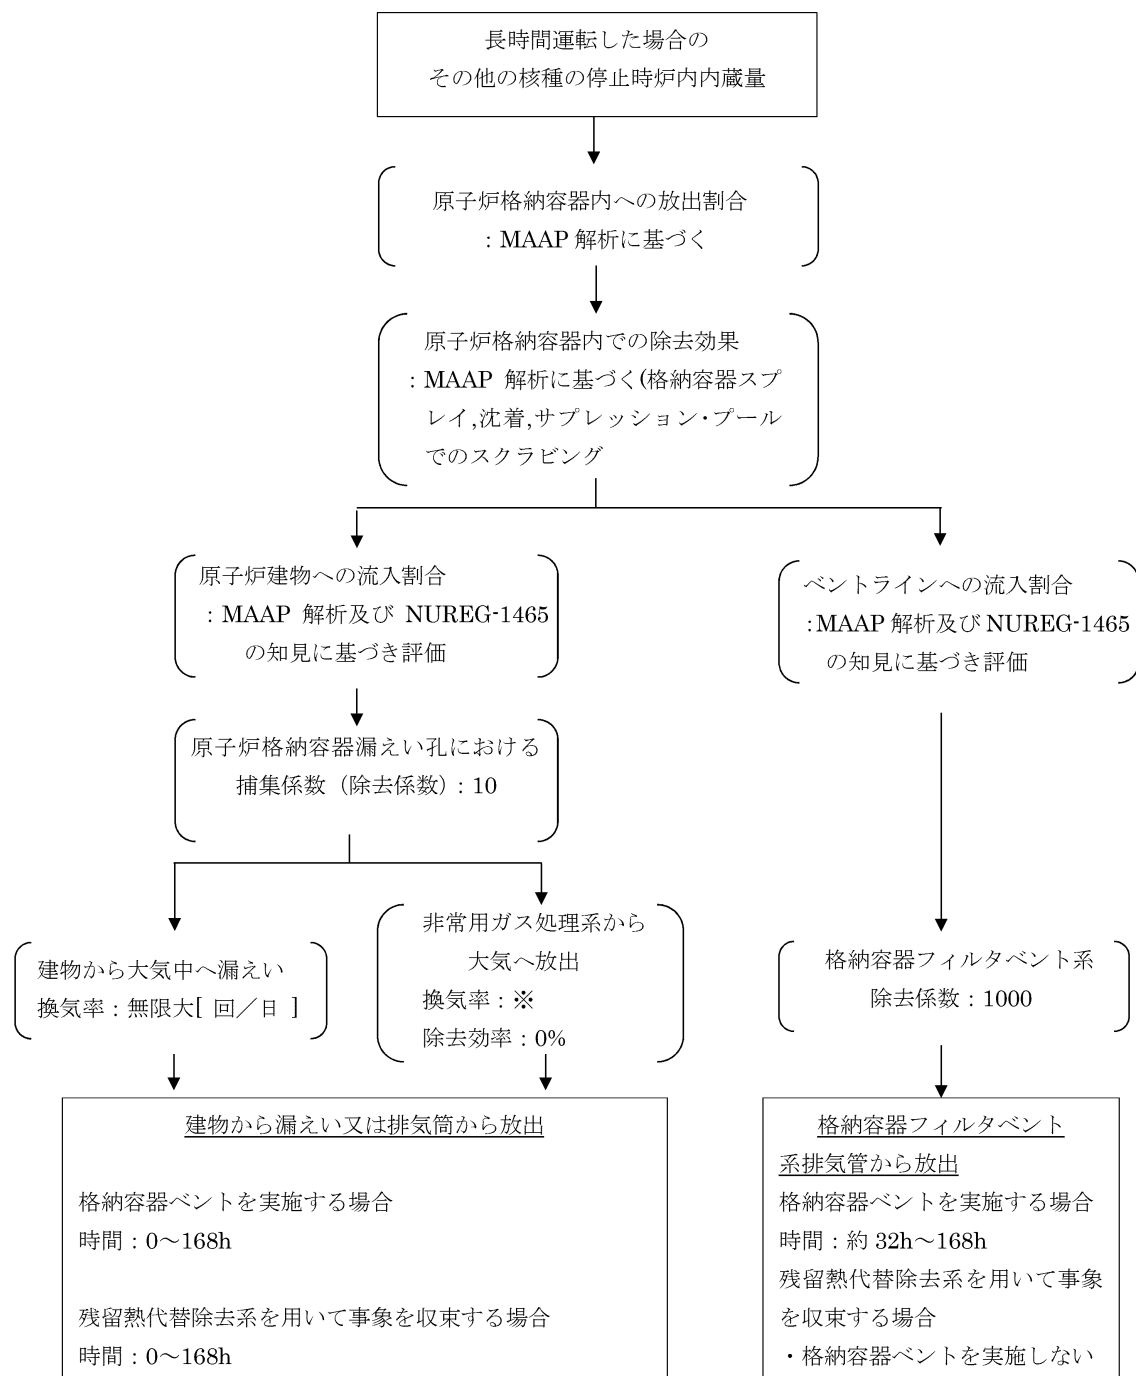 長時間運転した場合の
その他の核種の停止時炉内内蔵量
原子炉格納容器内への放出割合
：MAAP 解析に基づく
原子炉格納容器内での除去効果
：MAAP 解析に基づく(格納容器スプ
レイ,沈着,サプレッション・プール
でのスクラビング
原子炉建物への流入割合
：MAAP 解析及び NUREG-1465
の知見に基づき評価
ベントラインへの流入割合
：MAAP 解析及び NUREG-1465
の知見に基づき評価
原子炉格納容器漏えい孔における
捕集係数（除去係数）：10
建物から大気中へ漏えい
換気率：無限大[ 回／日 ]
非常用ガス処理系から
大気へ放出
換気率：※
除去効率：0%
格納容器フィルタベント系
除去係数：1000
建物から漏えい又は排気筒から放出
格納容器ベントを実施する場合
時間：0～168h
残留熱代替除去系を用いて事象を収束する場合
時間：0～168h
格納容器フィルタベント
系排気管から放出
格納容器ベントを実施する場合
時間：約 32h～168h
残留熱代替除去系を用いて事象
を収束する場合
・格納容器ベントを実施しない